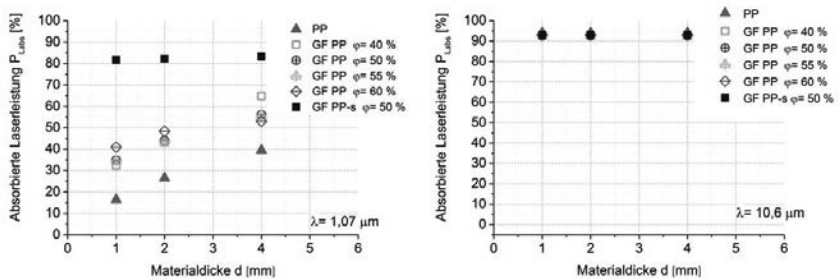 Absorbierte Laserleistung P_Labs [%]
100
90
80
70
60
50
40
30
20
10
0
0 1 2 3 4 5 6
Materialdicke d [mm]
λ= 1,07 µm
PP
GF PP φ= 40 %
GF PP φ= 50 %
GF PP φ= 55 %
GF PP φ= 60 %
GF PP-s φ= 50 %
Absorbierte Laserleistung P_Labs [%]
100
90
80
70
60
50
40
30
20
10
0
0 1 2 3 4 5 6
Materialdicke d [mm]
λ= 10,6 µm
PP
GF PP φ= 40 %
GF PP φ= 50 %
GF PP φ= 55 %
GF PP φ= 60 %
GF PP-s φ= 50 %